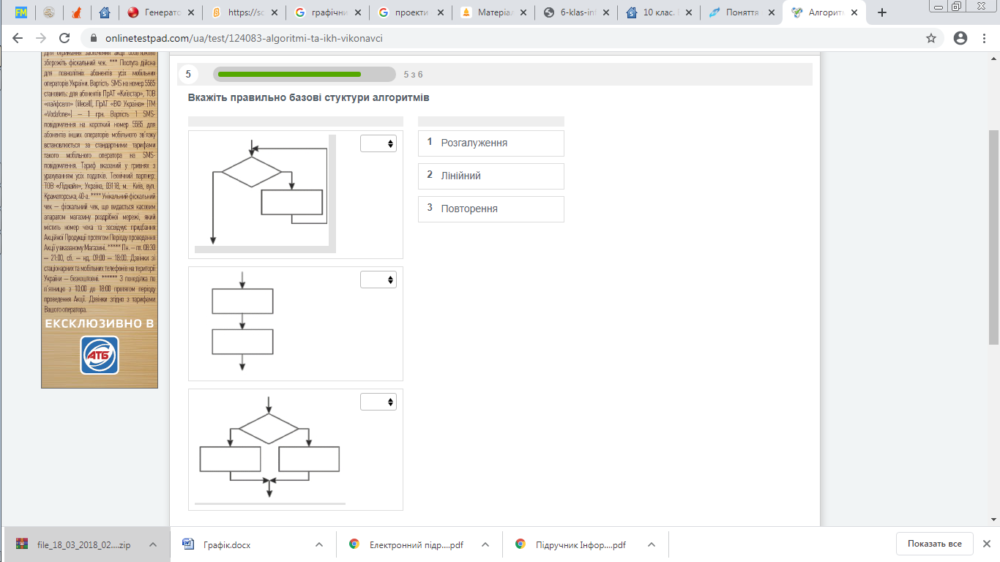 FM
Генерато
https://sc
графічни
проекти
Матеріал
6-klas-inf
10 клас.
Поняття
Алгоритм
onlinetestpad.com/ua/test/124083-algoritmi-ta-ikh-vikonavci
Для отримання заохочення акції обов'язково
збережіть фіскальний чек. *** Послуга дійсна
для повнолітніх абонентів усіх мобільних
операторів України. Вартість SMS на номер 5585
становить: для абонентів ПрАТ «Київстар», ТОВ
«лайфселл» (lifecell), ПрАТ «ВФ Україна» (ТМ
«Vodafone») – 1 грн. Вартість 1 SMS-
повідомлення на короткий номер 5585 для
абонентів інших операторів мобільного зв'язку
встановлюється за стандартними тарифами
такого мобільного оператора на SMS-
повідомлення. Тариф вказаний у гривнях з
урахуванням усіх податків. Технічний партнер:
ТОВ «Лідлайн», Україна, 03118, м. Київ, вул.
Краматорська, 40-а. **** Унікальний фіскальний
чек – фіскальний чек, що видається касовим
апаратом магазину роздрібної мережі, який
містить номер чека та засвідчує придбання
Акційної Продукції протягом Періоду проведення
Акції у вказаному Магазині. ***** Пн. – пт. 08:30
– 21:00, сб. – нд. 09:00 – 18:00. Дзвінки зі
стаціонарних та мобільних телефонів на території
України – безкоштовні. ****** З понеділка по
п'ятницю з 10:00 до 18:00 протягом періоду
проведення Акції. Дзвінки згідно з тарифами
Вашого оператора.
ЕКСКЛЮЗИВНО В
АТБ
5
5 з 6
Вкажіть правильно базові стуктури алгоритмів
1 Розгалуження
2 Лінійний
3 Повторення
file_18_03_2018_02....zip
Графік.docx
Електронний підр....pdf
Підручник Інфор....pdf
Показать все